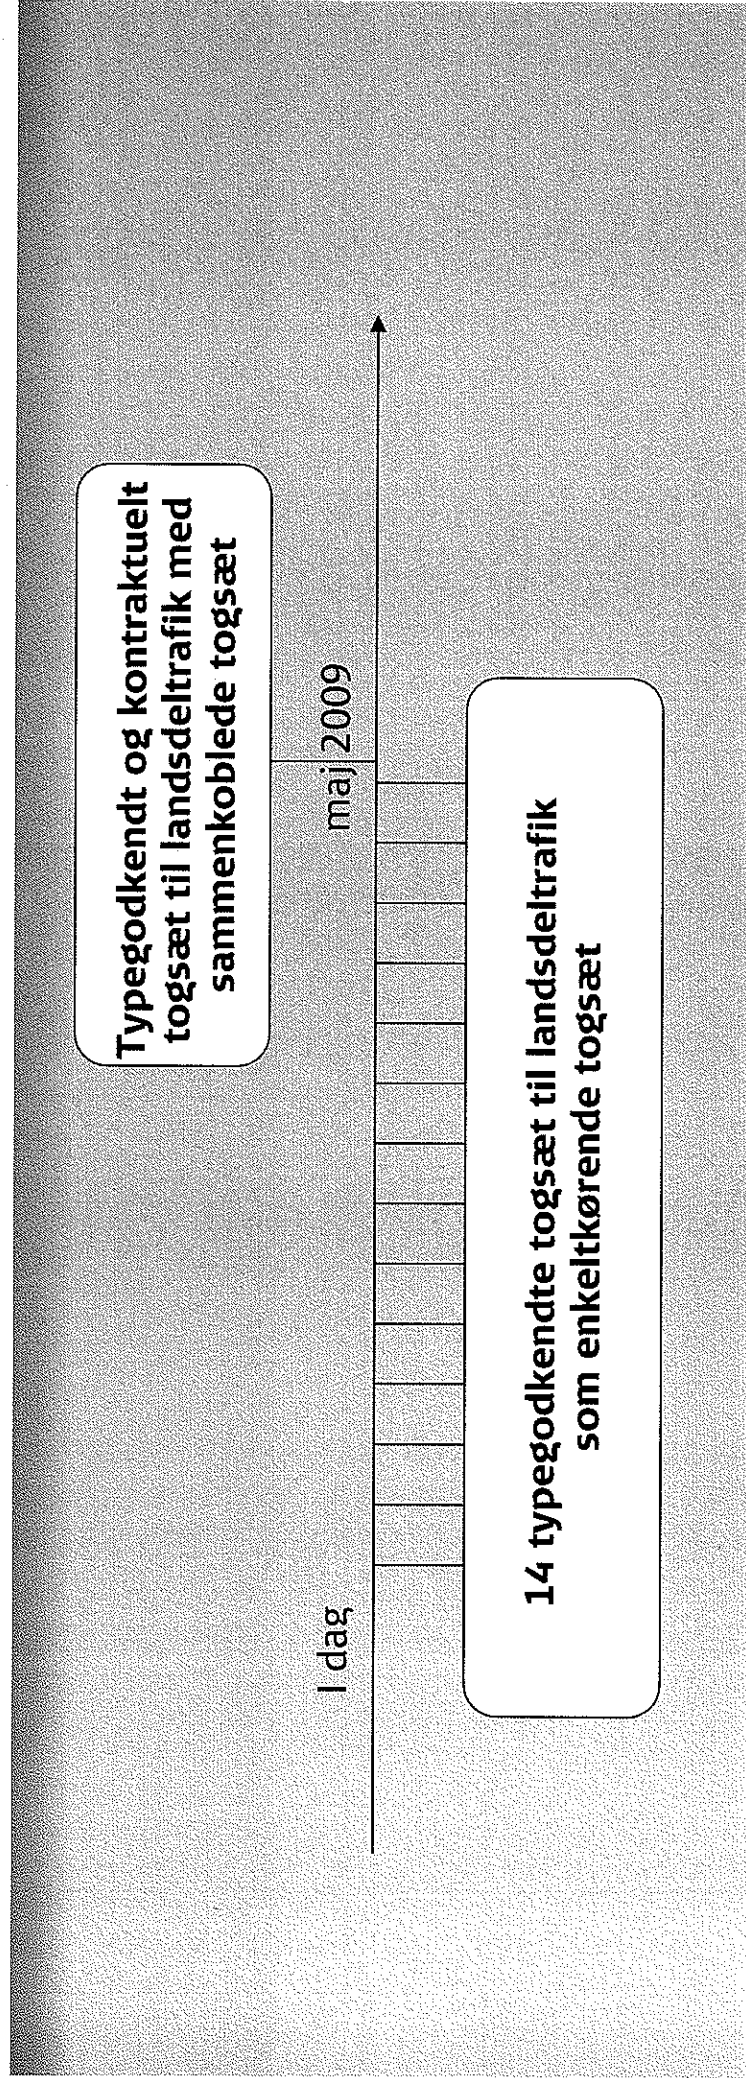 Typegodkendt og kontraktuelt
togsæt til landsdeltrafik med
sammenkoblede togsæt
I dag
maj 2009
14 typegodkendte togsæt til landsdeltrafik
som enkeltkørende togsæt